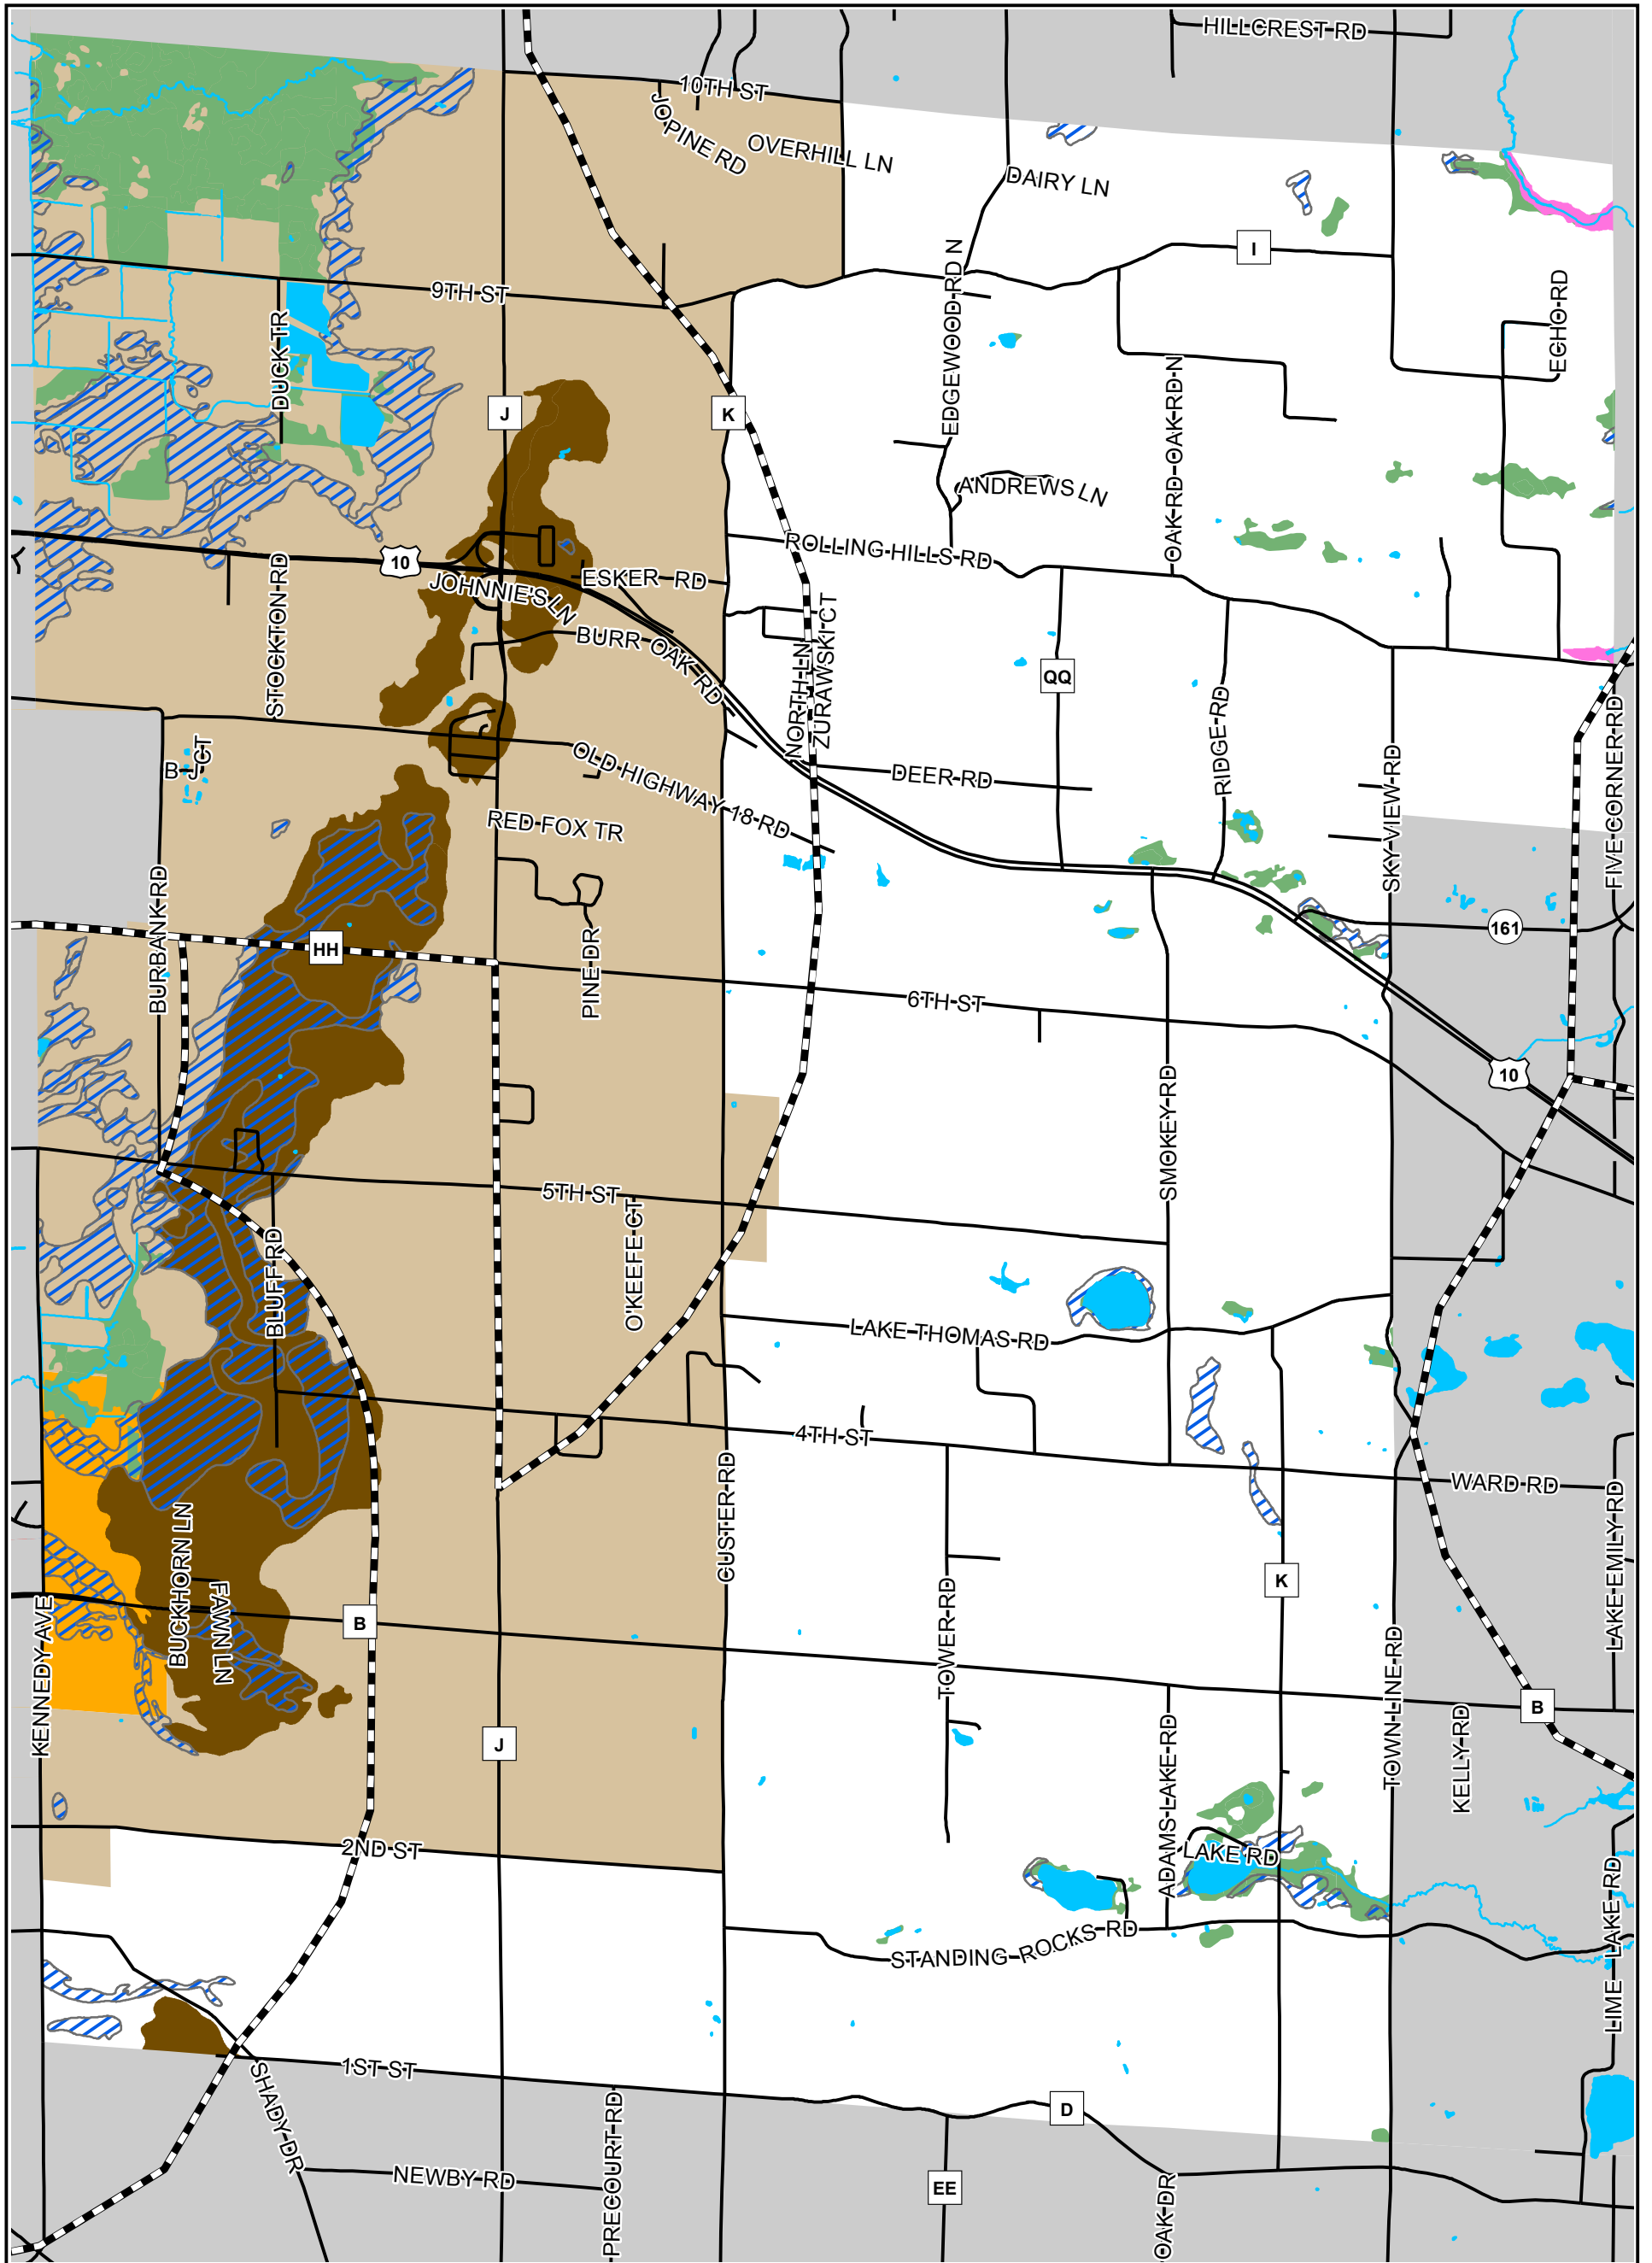 HILLCREST RD
10TH ST
JO PINE RD
OVERHILL LN
DAIRY LN
I
EDGEWOOD RD N
9TH ST
ECHO RD
DUCK TR
J
K
OAK RD OAK RD N
ANDREWS LN
ROLLING HILLS RD
10
JOHNNIE'S LN
ESKER RD
STOCKTON RD
BURR OAK RD
NORTH LN
ZURAWSKI CT
QQ
RIDGE RD
B J CT
OLD HIGHWAY 18 RD
DEER RD
SKY VIEW RD
FIVE CORNER RD
RED FOX TR
BURBANK RD
HH
PINE DR
161
6TH ST
10
SMOKEY RD
5TH ST
O'KEEFE CT
BLUFF RD
LAKE THOMAS RD
4TH ST
CUSTER RD
WARD RD
LAKE EMILY RD
BUCKHORN LN
FAWN LN
KENNEDY AVE
B
TOWER RD
K
TOWN LINE RD
B
J
ADAMS LAKE RD
KELLY RD
2ND ST
LAKE RD
STANDING ROCKS RD
LIME LAKE RD
1ST ST
SHADY DR
D
NEWBY RD
PRECOURT RD
EE
OAK DR